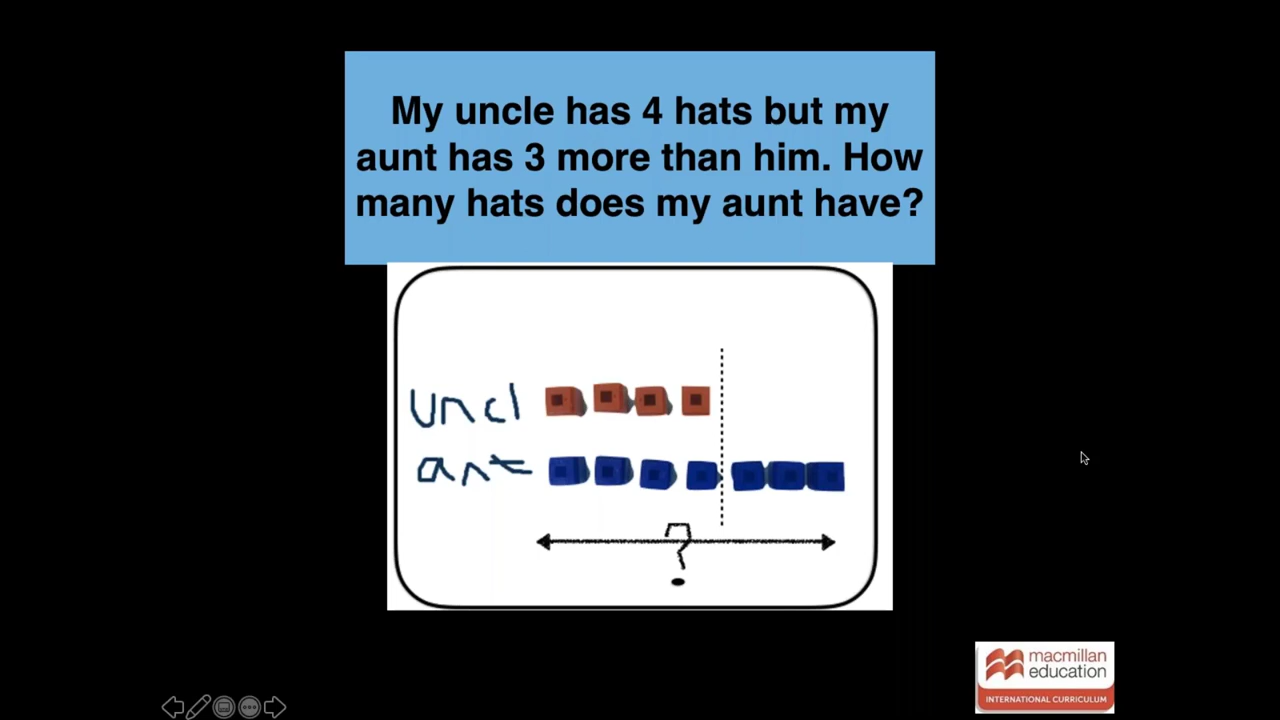 My uncle has 4 hats but my
aunt has 3 more than him. How
many hats does my aunt have?
uncl
ant
?
macmillan
education
INTERNATIONAL CURRICULUM